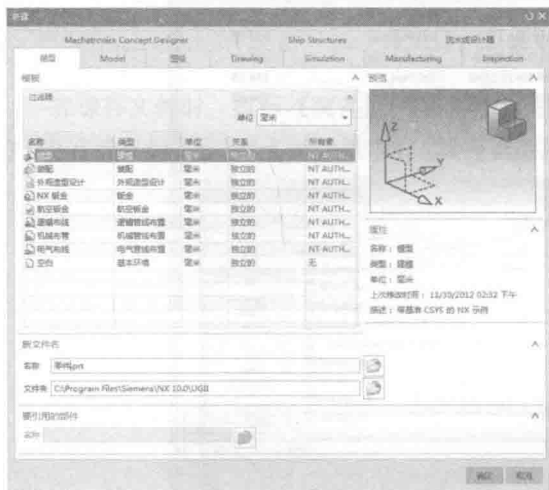 新建
Mechatronics Concept Designer Ship Structures 流水线设计器
模型 Model 图纸 Drawing Simulation Manufacturing Inspection
模板
预览
过滤器
单位 毫米
名称 类型 单位 关系 所有者
模型 建模 毫米 独立的 NT AUTH...
装配 装配 毫米 独立的 NT AUTH...
外观造型设计 外观造型设计 毫米 独立的 NT AUTH...
NX 钣金 钣金 毫米 独立的 NT AUTH...
航空钣金 航空钣金 毫米 独立的 NT AUTH...
逻辑布线 逻辑管线布置 毫米 独立的 NT AUTH...
机械布管 机械管线布置 毫米 独立的 NT AUTH...
电气布线 电气管线布置 毫米 独立的 NT AUTH...
空白 基本环境 毫米 独立的 无
Z
Y
X
属性
名称: 模型
类型: 建模
单位: 毫米
上次修改时间: 11/30/2012 02:32 下午
描述: 带基准 CSYS 的 NX 示例
新文件名
名称 零件.prt
文件夹 C:\Program Files\Siemens\NX 10.0\UGII
要引用的部件
名称
确定 取消